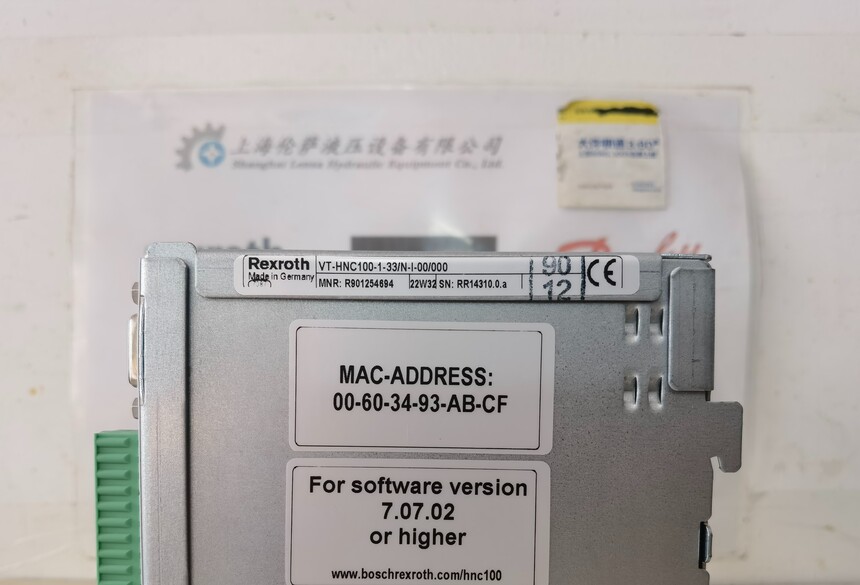 上海伦萨液压设备有限公司
Shanghai Lunsa Hydraulic Equipment Co., Ltd.
Rexroth
Made in Germany
VT-HNC100-1-33/N-I-00/000
MNR: R901254694
22W32
SN: RR14310.0.a
90
12
CE
MAC-ADDRESS:
00-60-34-93-AB-CF
For software version
7.07.02
or higher
www.boschrexroth.com/hnc100